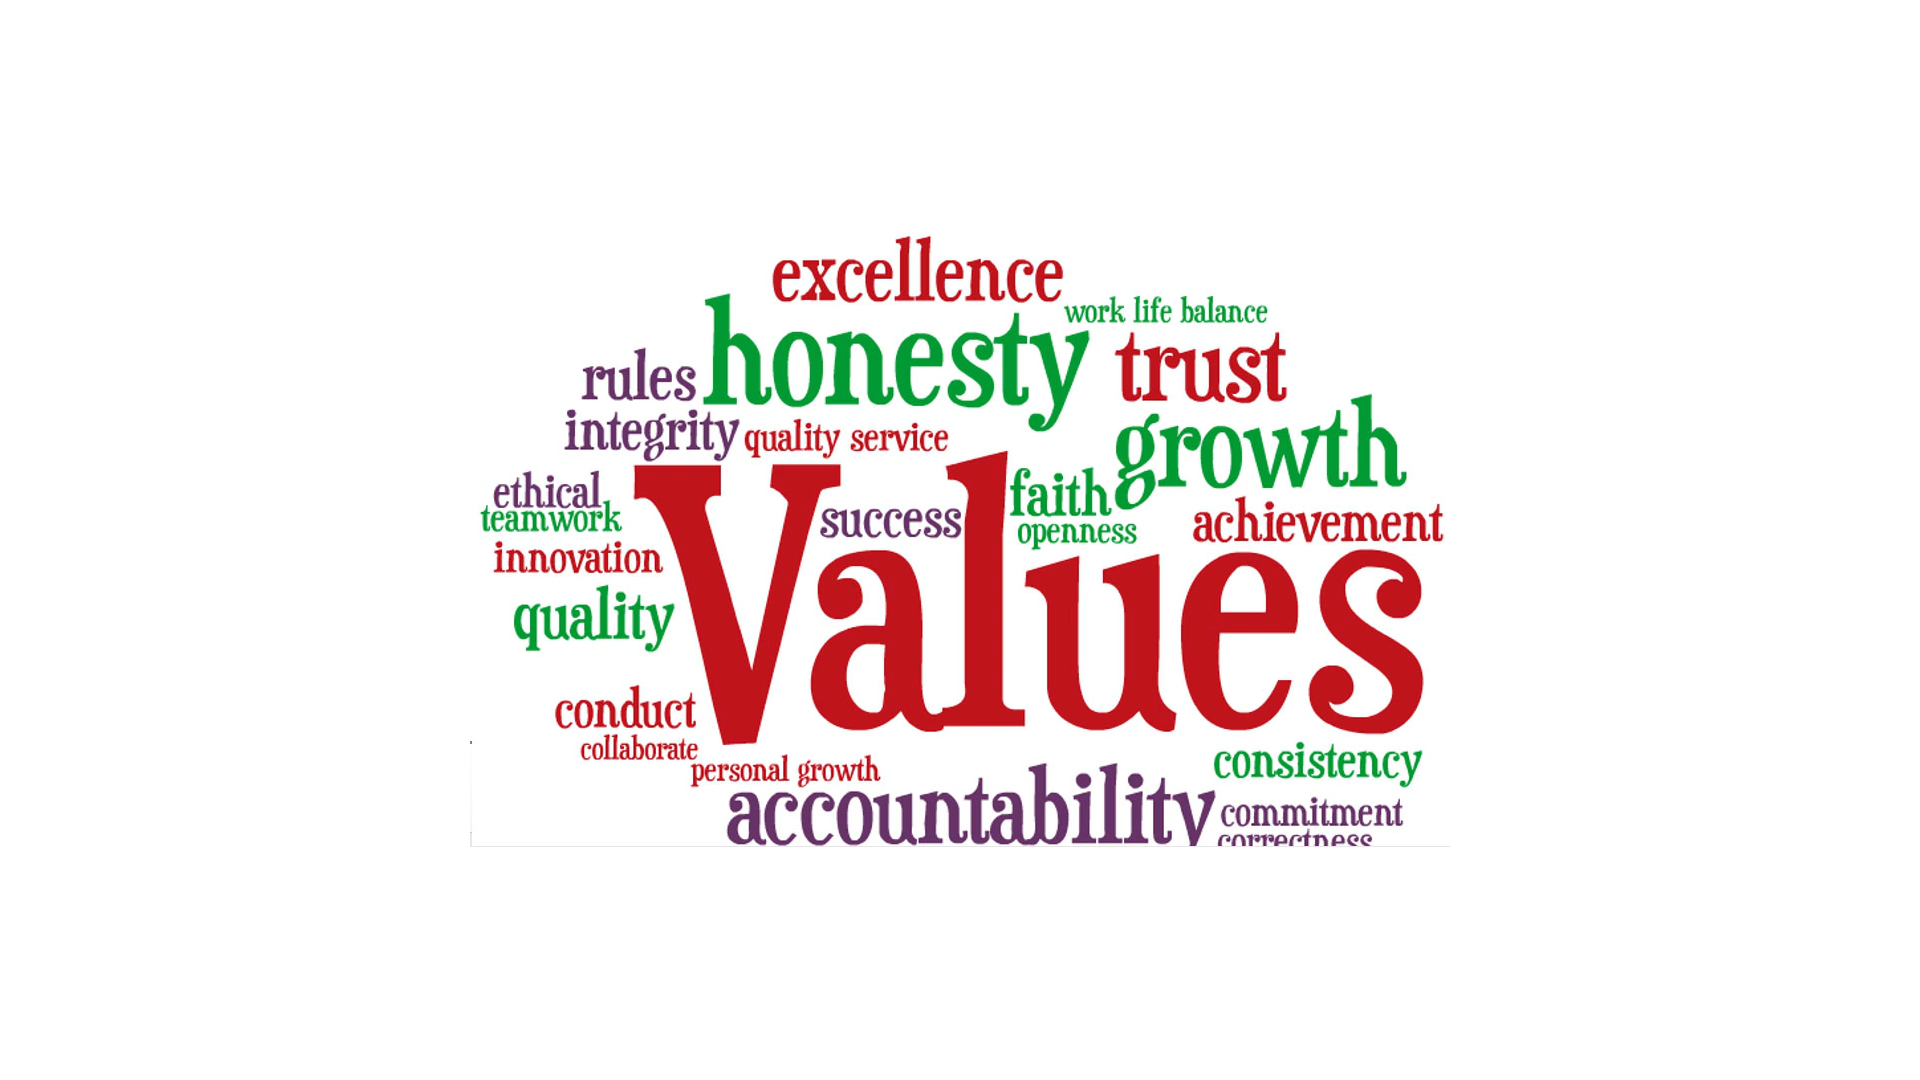 excellence
work life balance
honesty
trust
rules
growth
integrity
quality service
faith
ethical
success
achievement
teamwork
openness
innovation
Values
quality
conduct
collaborate
consistency
personal growth
accountability
commitment
correctness